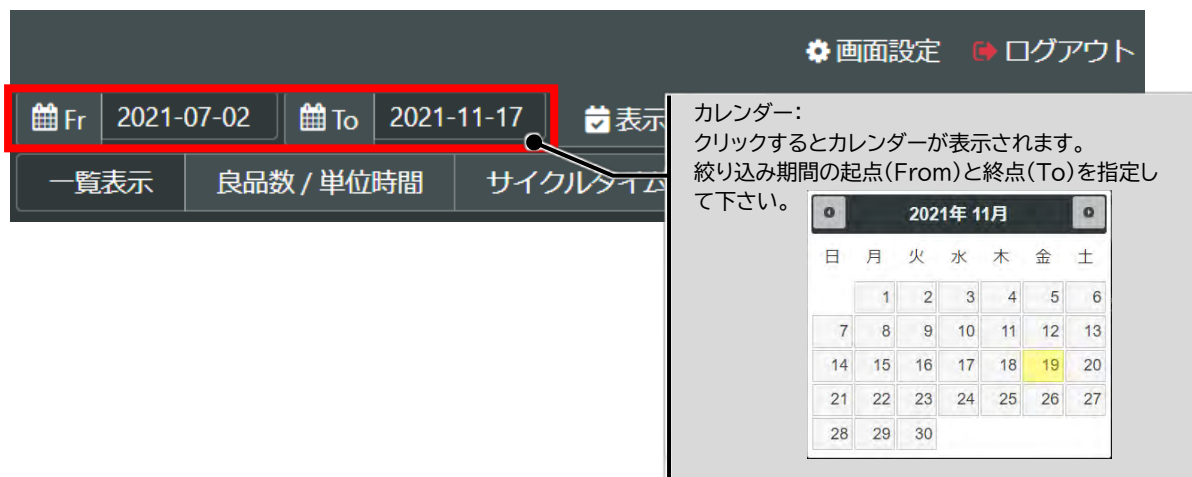 画面設定 ログアウト
Fr 2021-07-02 To 2021-11-17 表示
一覧表示 良品数 / 単位時間 サイクルタイム
カレンダー：
クリックするとカレンダーが表示されます。
絞り込み期間の起点(From)と終点(To)を指定し
て下さい。
2021年 11月
日 月 火 水 木 金 土
1 2 3 4 5 6
7 8 9 10 11 12 13
14 15 16 17 18 19 20
21 22 23 24 25 26 27
28 29 30